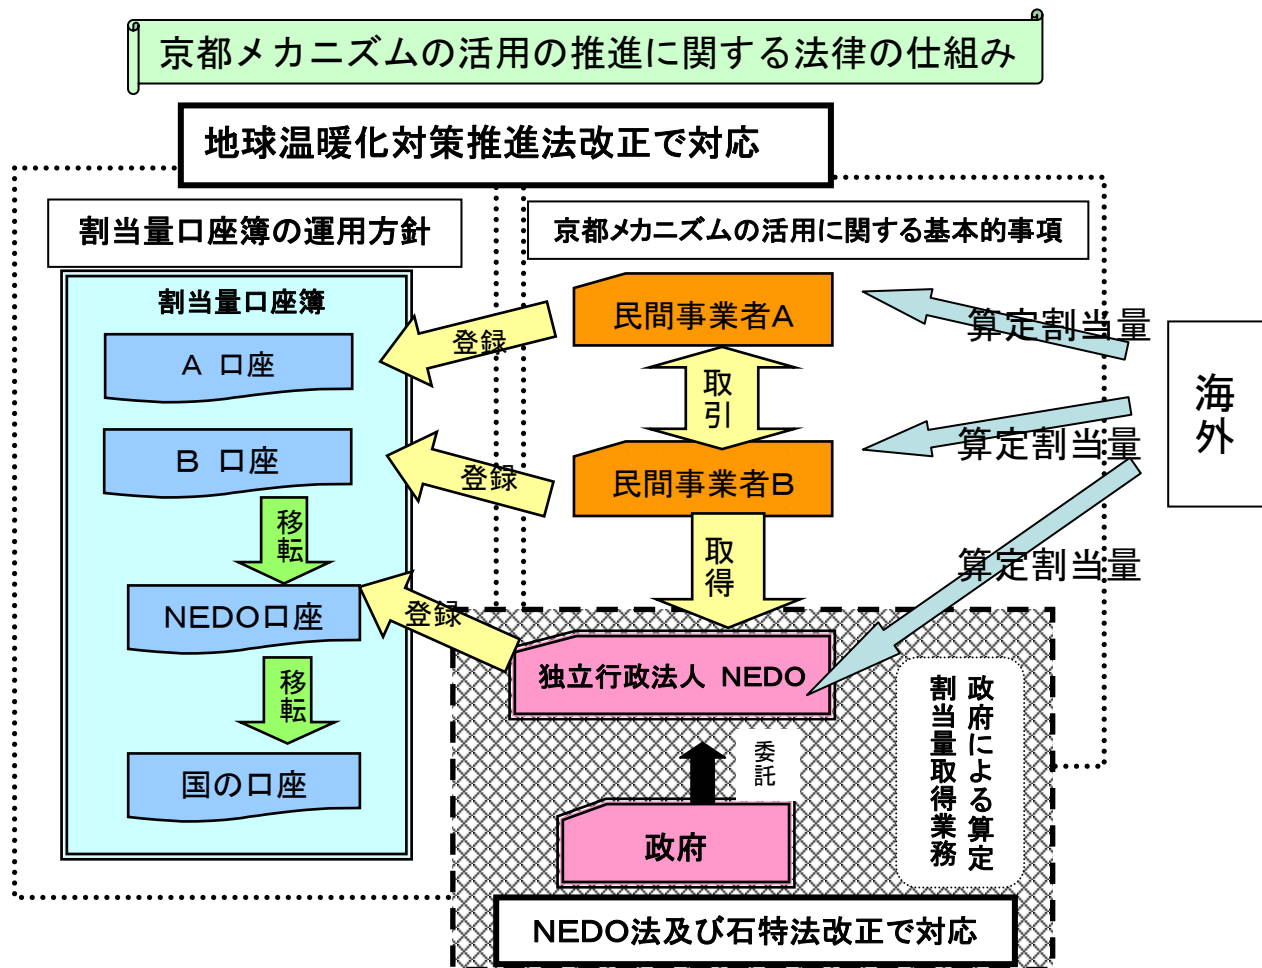 京都メカニズムの活用の推進に関する法律の仕組み
地球温暖化対策推進法改正で対応
割当量口座簿の運用方針
京都メカニズムの活用に関する基本的事項
割当量口座簿
A 口座
B 口座
移転
NEDO口座
移転
国の口座
登録
登録
登録
民間事業者A
取引
民間事業者B
取得
独立行政法人 NEDO
委託
政府
算定割当量
算定割当量
算定割当量
海外
政府による算定
割当量取得業務
NEDO法及び石特法改正で対応